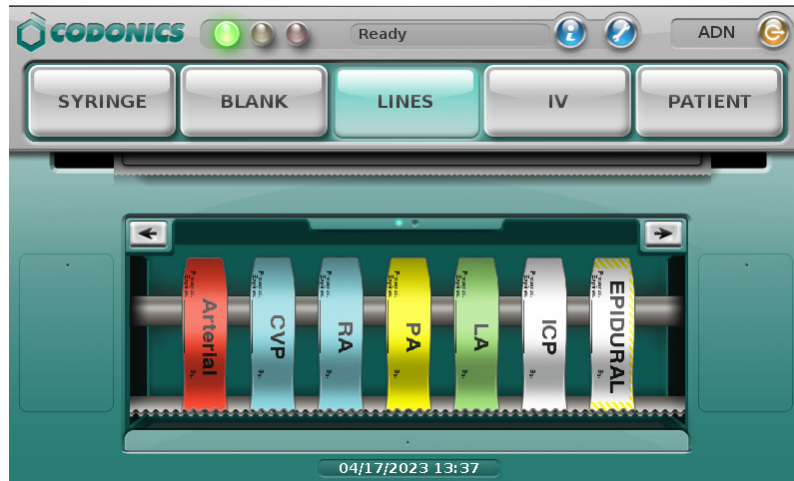 CODONICS
Ready
ADN
SYRINGE
BLANK
LINES
IV
PATIENT
Arterial
CVP
RA
PA
LA
ICP
EPIDURAL
04/17/2023 13:37